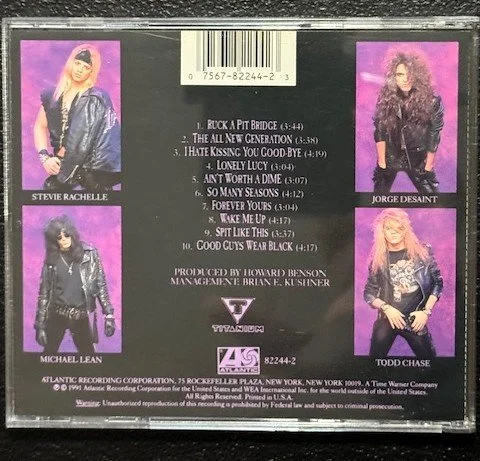 0 7567-82244-2 3
1. RUCK A PIT BRIDGE (3:44)
2. THE ALL NEW GENERATION (3:38)
3. I HATE KISSING YOU GOOD-BYE (4:19)
4. LONELY LUCY (3:04)
5. AIN'T WORTH A DIME (3:07)
6. SO MANY SEASONS (4:12)
7. FOREVER YOURS (3:04)
8. WAKE ME UP (4:17)
9. SPIT LIKE THIS (3:37)
10. GOOD GUYS WEAR BLACK (4:17)
STEVIE RACHELLE
JORGE DESAINT
PRODUCED BY HOWARD BENSON
MANAGEMENT: BRIAN E. KUSHNER
T
TITANIUM
MICHAEL LEAN
TODD CHASE
ATLANTIC
82244-2
ATLANTIC RECORDING CORPORATION, 75 ROCKEFELLER PLAZA, NEW YORK, NEW YORK 10019. A Time Warner Company
℗ © 1991 Atlantic Recording Corporation for the United States and WEA International Inc. for the world outside of the United States.
All Rights Reserved. Printed in U.S.A.
Warning: Unauthorized reproduction of this recording is prohibited by Federal law and subject to criminal prosecution.